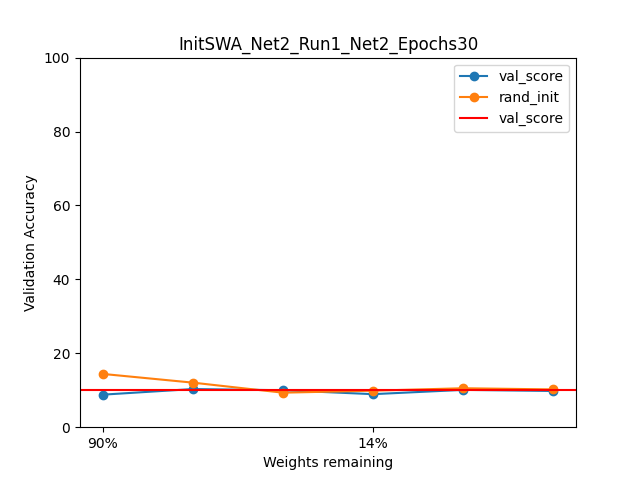 InitSWA_Net2_Run1_Net2_Epochs30
100
80
60
40
20
0
Validation Accuracy
val_score
rand_init
val_score
90%
14%
Weights remaining